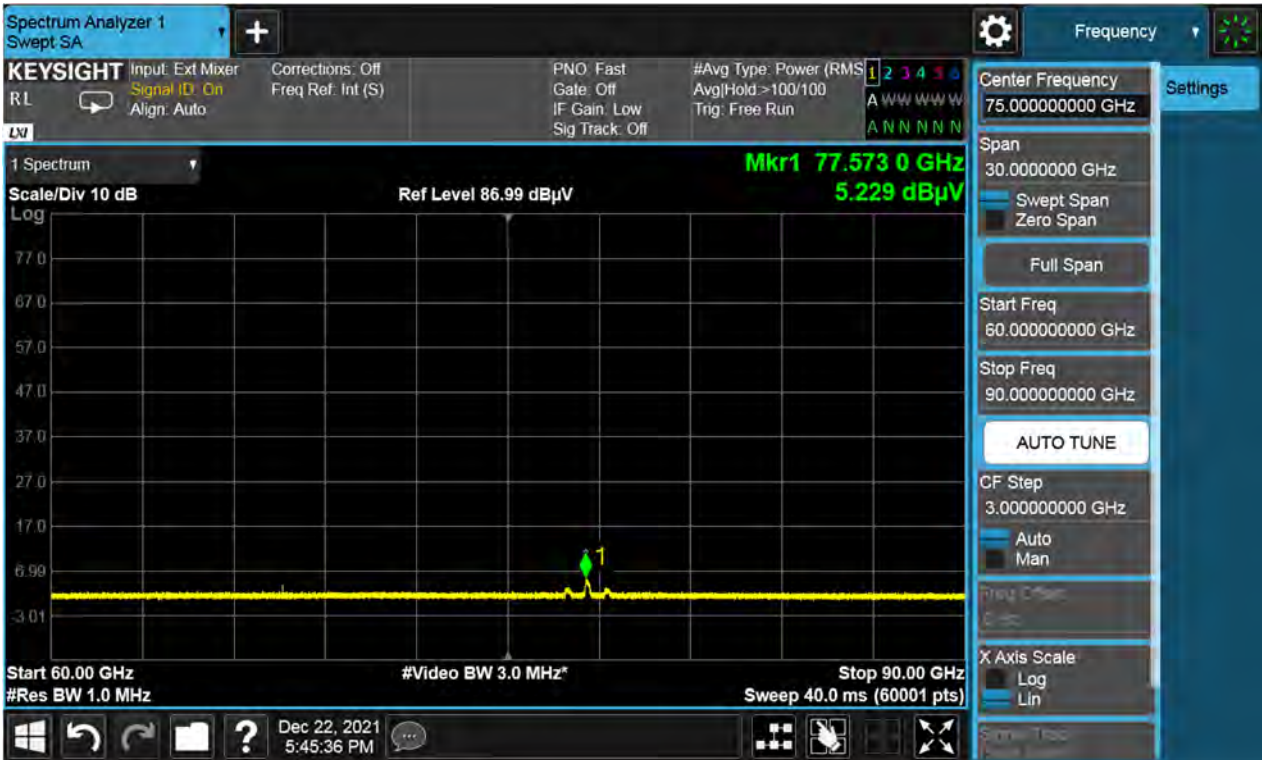 Spectrum Analyzer 1
Swept SA
+
Frequency
KEYSIGHT
RL
LXI
Input: Ext Mixer
Signal ID: On
Align: Auto
Corrections: Off
Freq Ref: Int (S)
PNO: Fast
Gate: Off
IF Gain: Low
Sig Track: Off
#Avg Type: Power (RMS
Avg|Hold:>100/100
Trig: Free Run
1 2 3 4 5 6
A W W W W W
A N N N N N
Center Frequency
75.000000000 GHz
Settings
Span
30.0000000 GHz
Swept Span
Zero Span
Full Span
Start Freq
60.000000000 GHz
Stop Freq
90.000000000 GHz
AUTO TUNE
CF Step
3.000000000 GHz
Auto
Man
Freq Offset
X Axis Scale
Log
Lin
1 Spectrum
Mkr1 77.573 0 GHz
5.229 dBµV
Scale/Div 10 dB
Ref Level 86.99 dBµV
Log
77.0
67.0
57.0
47.0
37.0
27.0
17.0
6.99
-3.01
1
Start 60.00 GHz
#Video BW 3.0 MHz*
Stop 90.00 GHz
#Res BW 1.0 MHz
Sweep 40.0 ms (60001 pts)
?
Dec 22, 2021
5:45:36 PM